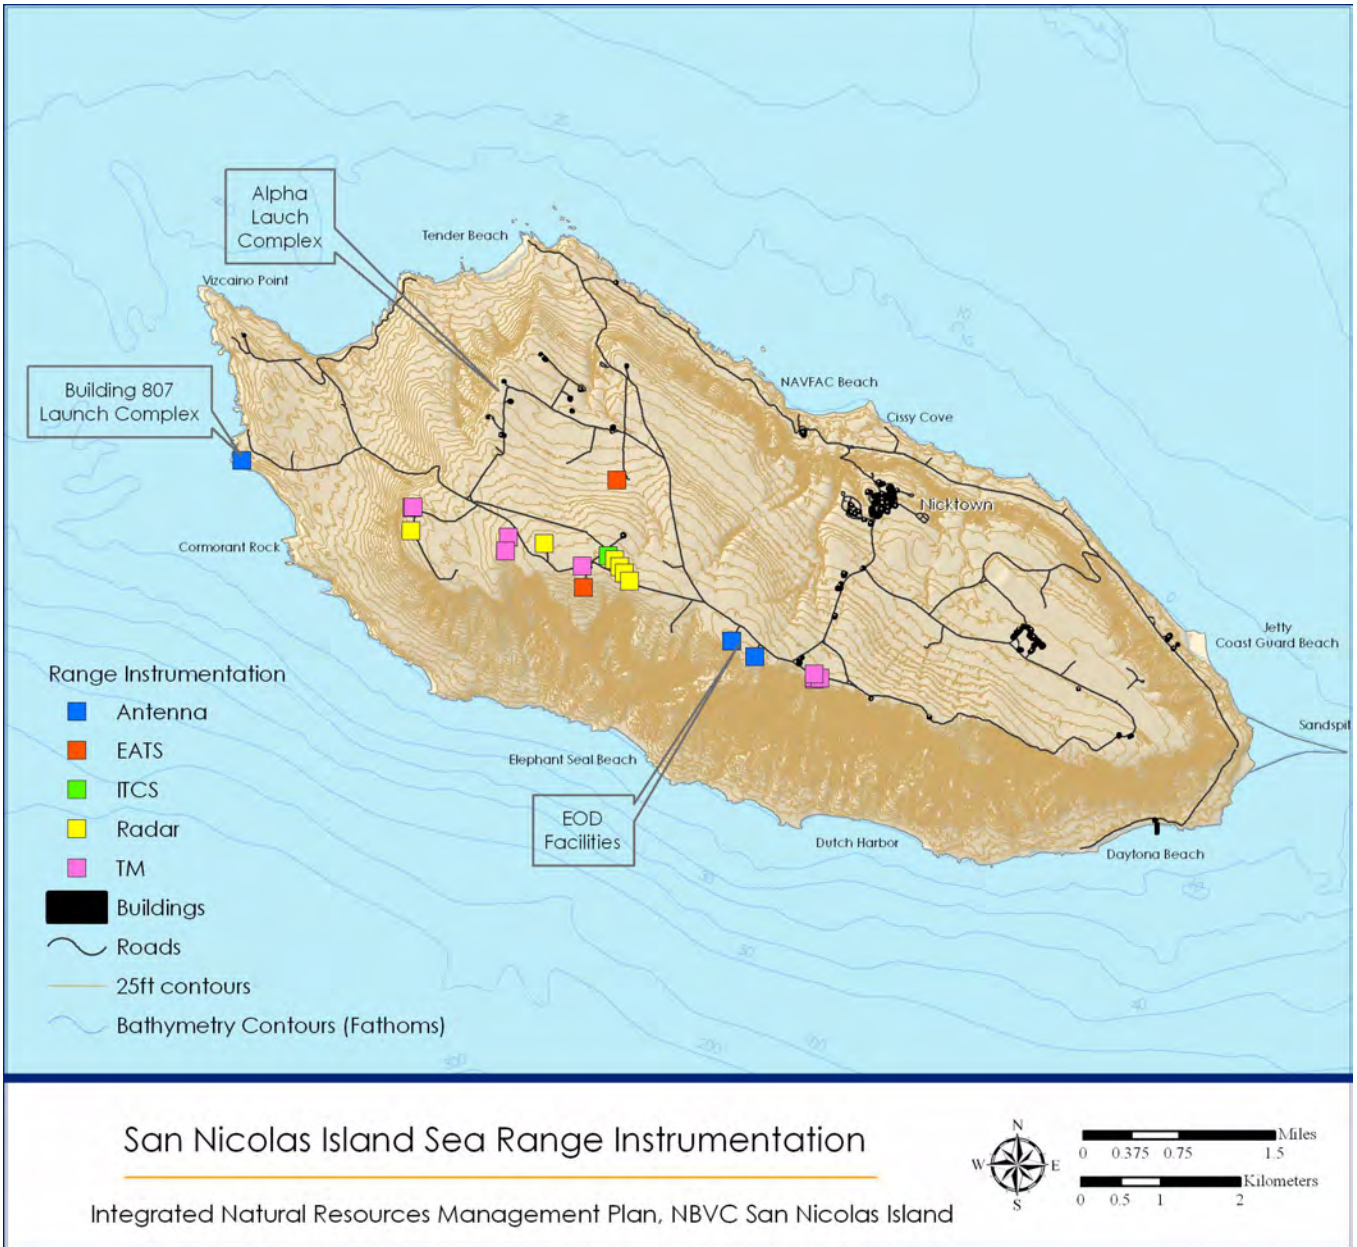 Alpha
Lauch
Complex
Tender Beach
Vizcaino Point
Building 807
Launch Complex
NAVFAC Beach
Cissy Cove
Nicktown
Cormorant Rock
Jetty
Coast Guard Beach
Sandspit
Elephant Seal Beach
EOD
Facilities
Dutch Harbor
Daytona Beach
Range Instrumentation
Antenna
EATS
ITCS
Radar
TM
Buildings
Roads
25ft contours
Bathymetry Contours (Fathoms)
40
200
San Nicolas Island Sea Range Instrumentation
Integrated Natural Resources Management Plan, NBVC San Nicolas Island
N
W E
S
Miles
0 0.375 0.75 1.5
Kilometers
0 0.5 1 2